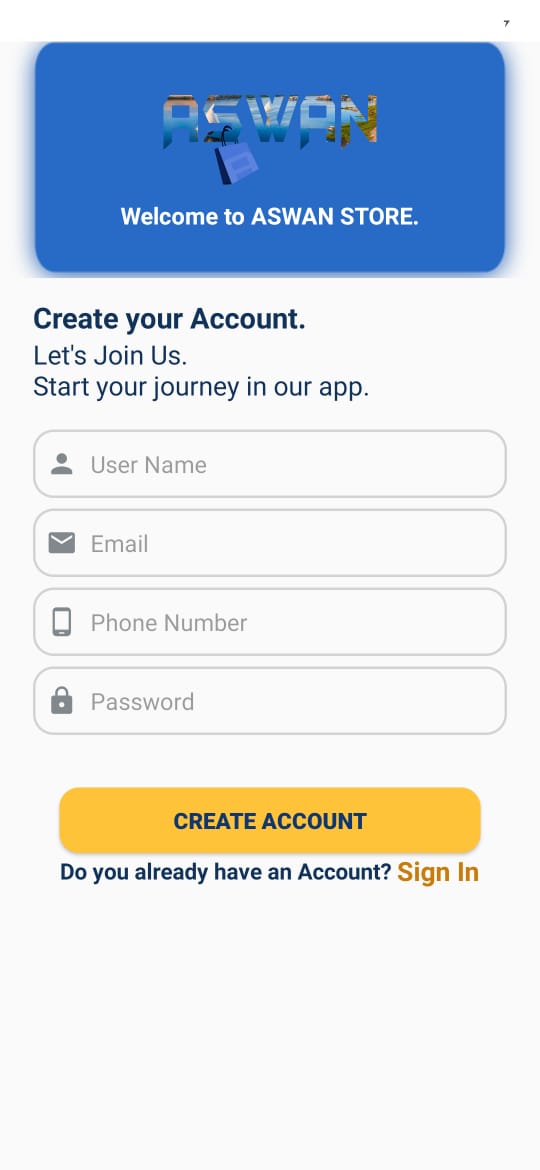 ASWAN
Welcome to ASWAN STORE.
Create your Account.
Let's Join Us.
Start your journey in our app.
User Name
Email
Phone Number
Password
CREATE ACCOUNT
Do you already have an Account? Sign In